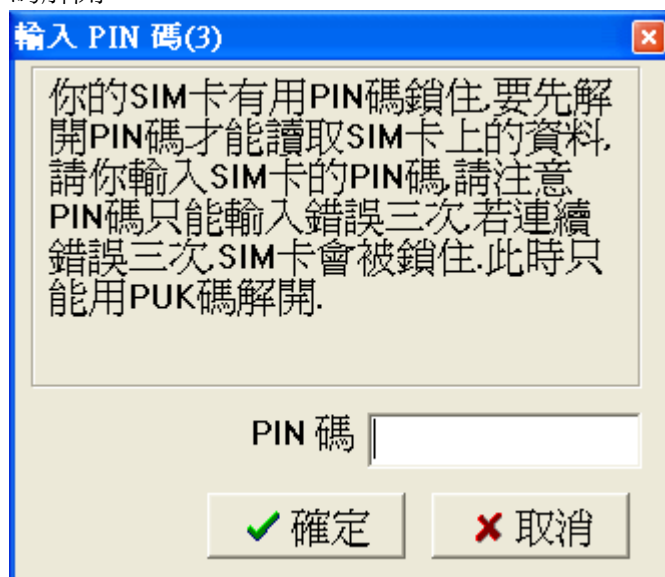 輸入 PIN 碼(3)
你的SIM卡有用PIN碼鎖住,要先解
開PIN碼才能讀取SIM卡上的資料,
請你輸入SIM卡的PIN碼,請注意
PIN碼只能輸入錯誤三次,若連續
錯誤三次,SIM卡會被鎖住.此時只
能用PUK碼解開.
PIN 碼
確定
取消